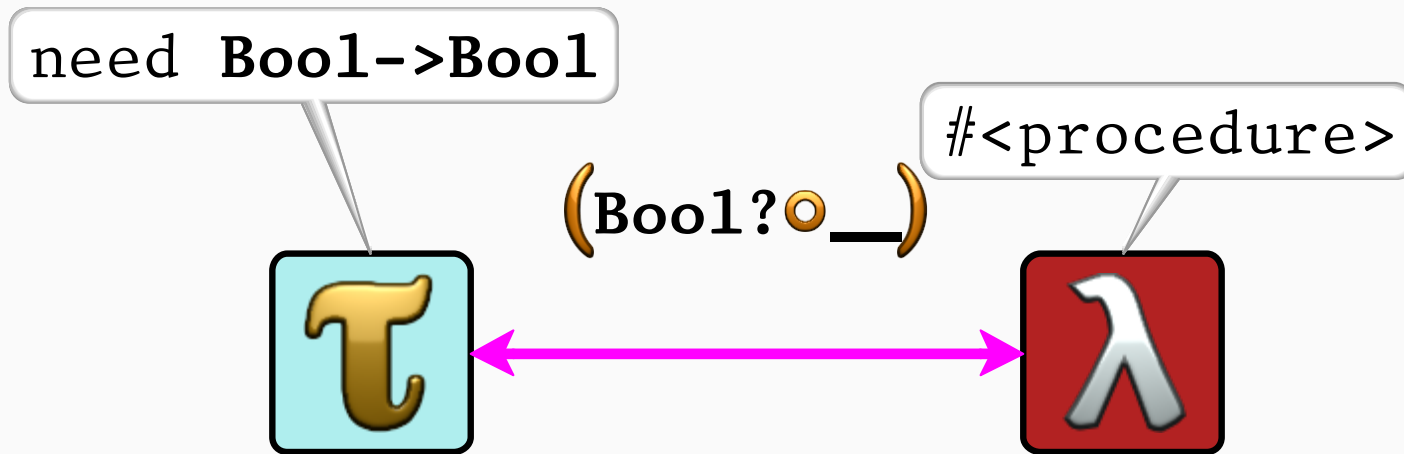 need Bool->Bool
#<procedure>
(Bool?∘__)
τ
λ